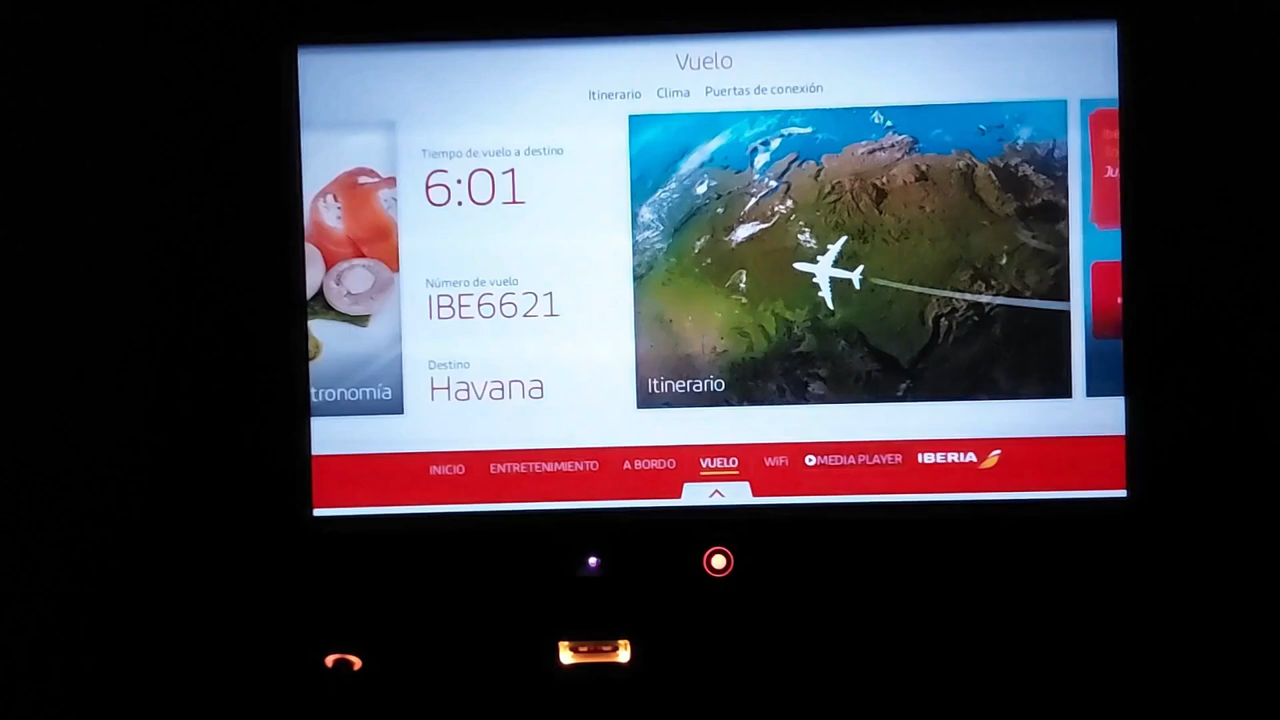 Vuelo
Itinerario Clima Puertas de conexión
Tiempo de vuelo a destino
6:01
Número de vuelo
IBE6621
Destino
Havana
tronomía
Itinerario
INICIO ENTRETENIMIENTO A BORDO VUELO WiFi MEDIA PLAYER IBERIA